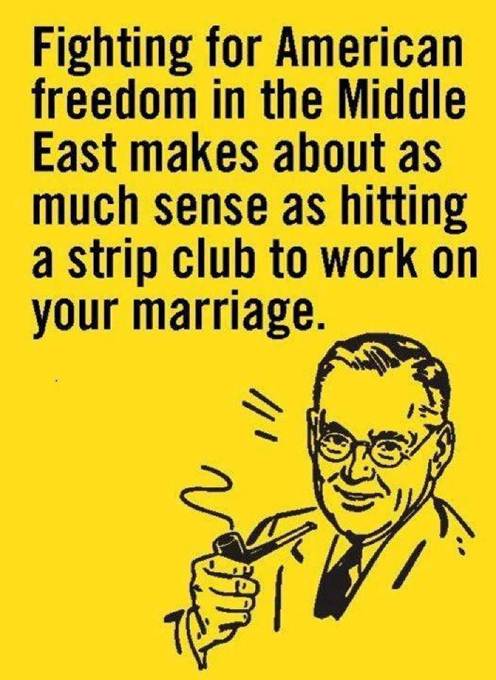 Fighting for American
freedom in the Middle
East makes about as
much sense as hitting
a strip club to work on
your marriage.